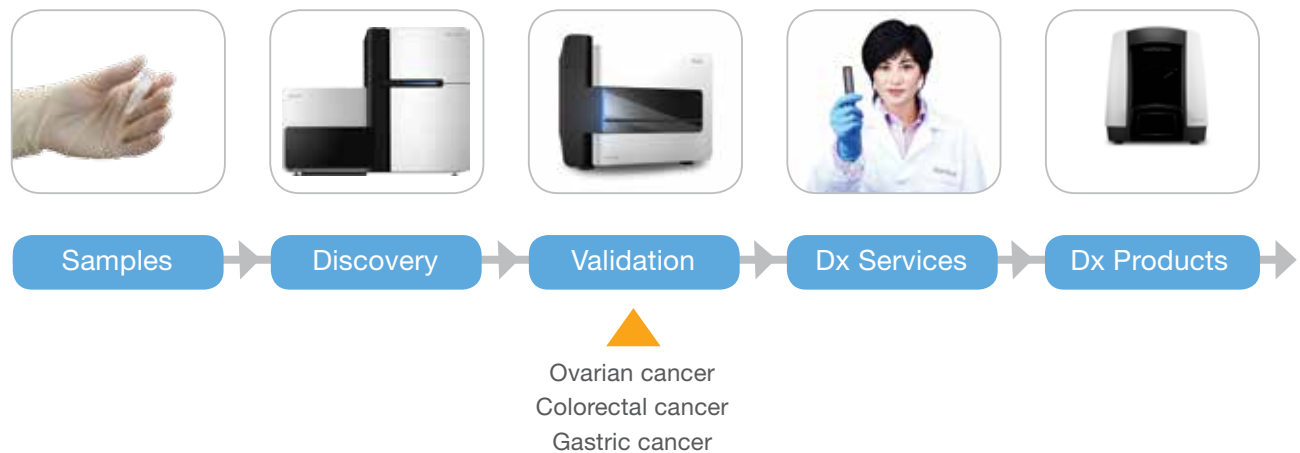 Samples
Discovery
Validation
Dx Services
Dx Products
Ovarian cancer
Colorectal cancer
Gastric cancer